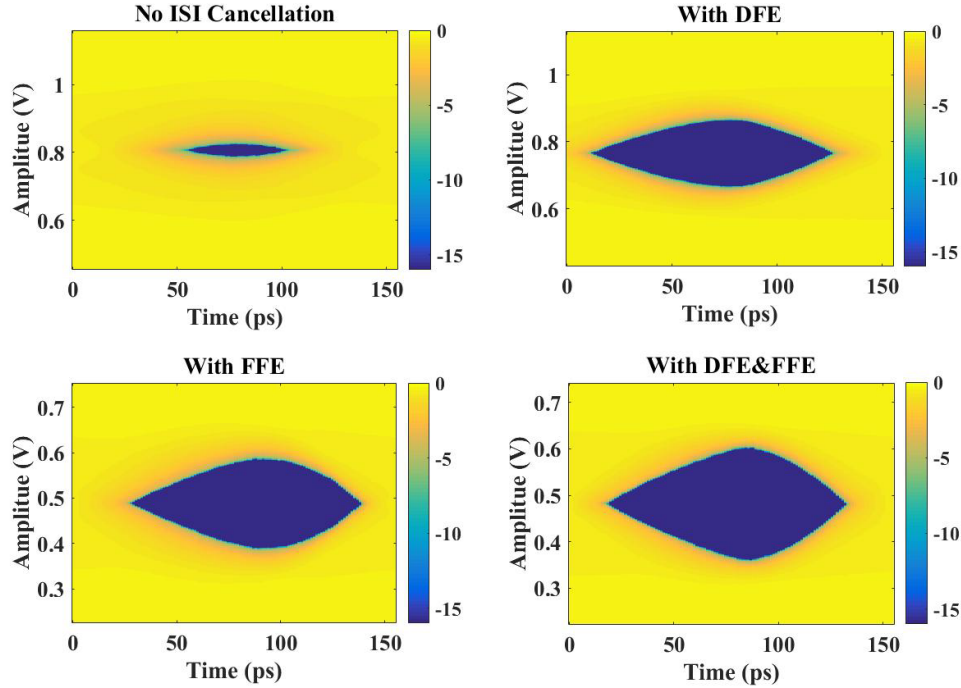 No ISI Cancellation
Amplitue (V)
1
0.8
0.6
0 50 100 150
Time (ps)
0
-5
-10
-15
With DFE
Amplitue (V)
1
0.8
0.6
0 50 100 150
Time (ps)
0
-5
-10
-15
With FFE
Amplitue (V)
0.7
0.6
0.5
0.4
0.3
0 50 100 150
Time (ps)
0
-5
-10
-15
With DFE&FFE
Amplitue (V)
0.7
0.6
0.5
0.4
0.3
0 50 100 150
Time (ps)
0
-5
-10
-15